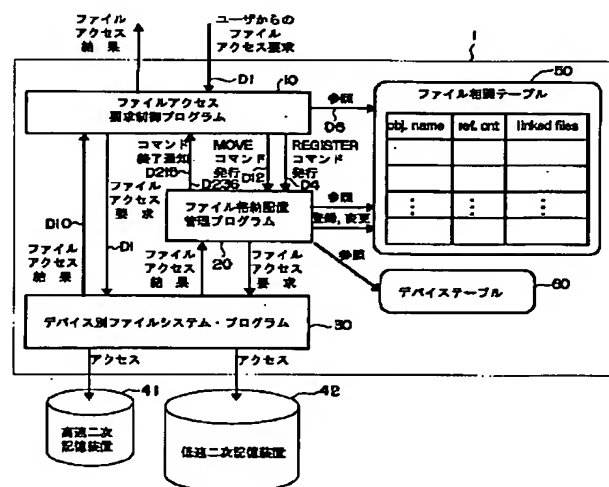 ファイル
アクセス
結果
ユーザからの
ファイル
アクセス要求
D1
1
10
ファイルアクセス
要求制御プログラム
参照
D5
50
ファイル相関テーブル
obj. name
ref. cnt
linked files
コマンド
終了通知
D215
D236
MOVE
コマンド
発行
D12
REGISTER
コマンド
発行
D4
ファイル
アクセス
要求
D10
D1
ファイル格納配置
管理プログラム
20
参照
登録, 変更
参照
ファイル
アクセス
結果
ファイル
アクセス
結果
ファイル
アクセス
要求
デバイステーブル
60
デバイス別ファイルシステム・プログラム
30
アクセス
アクセス
41
高速二次
記憶装置
42
低速二次記憶装置